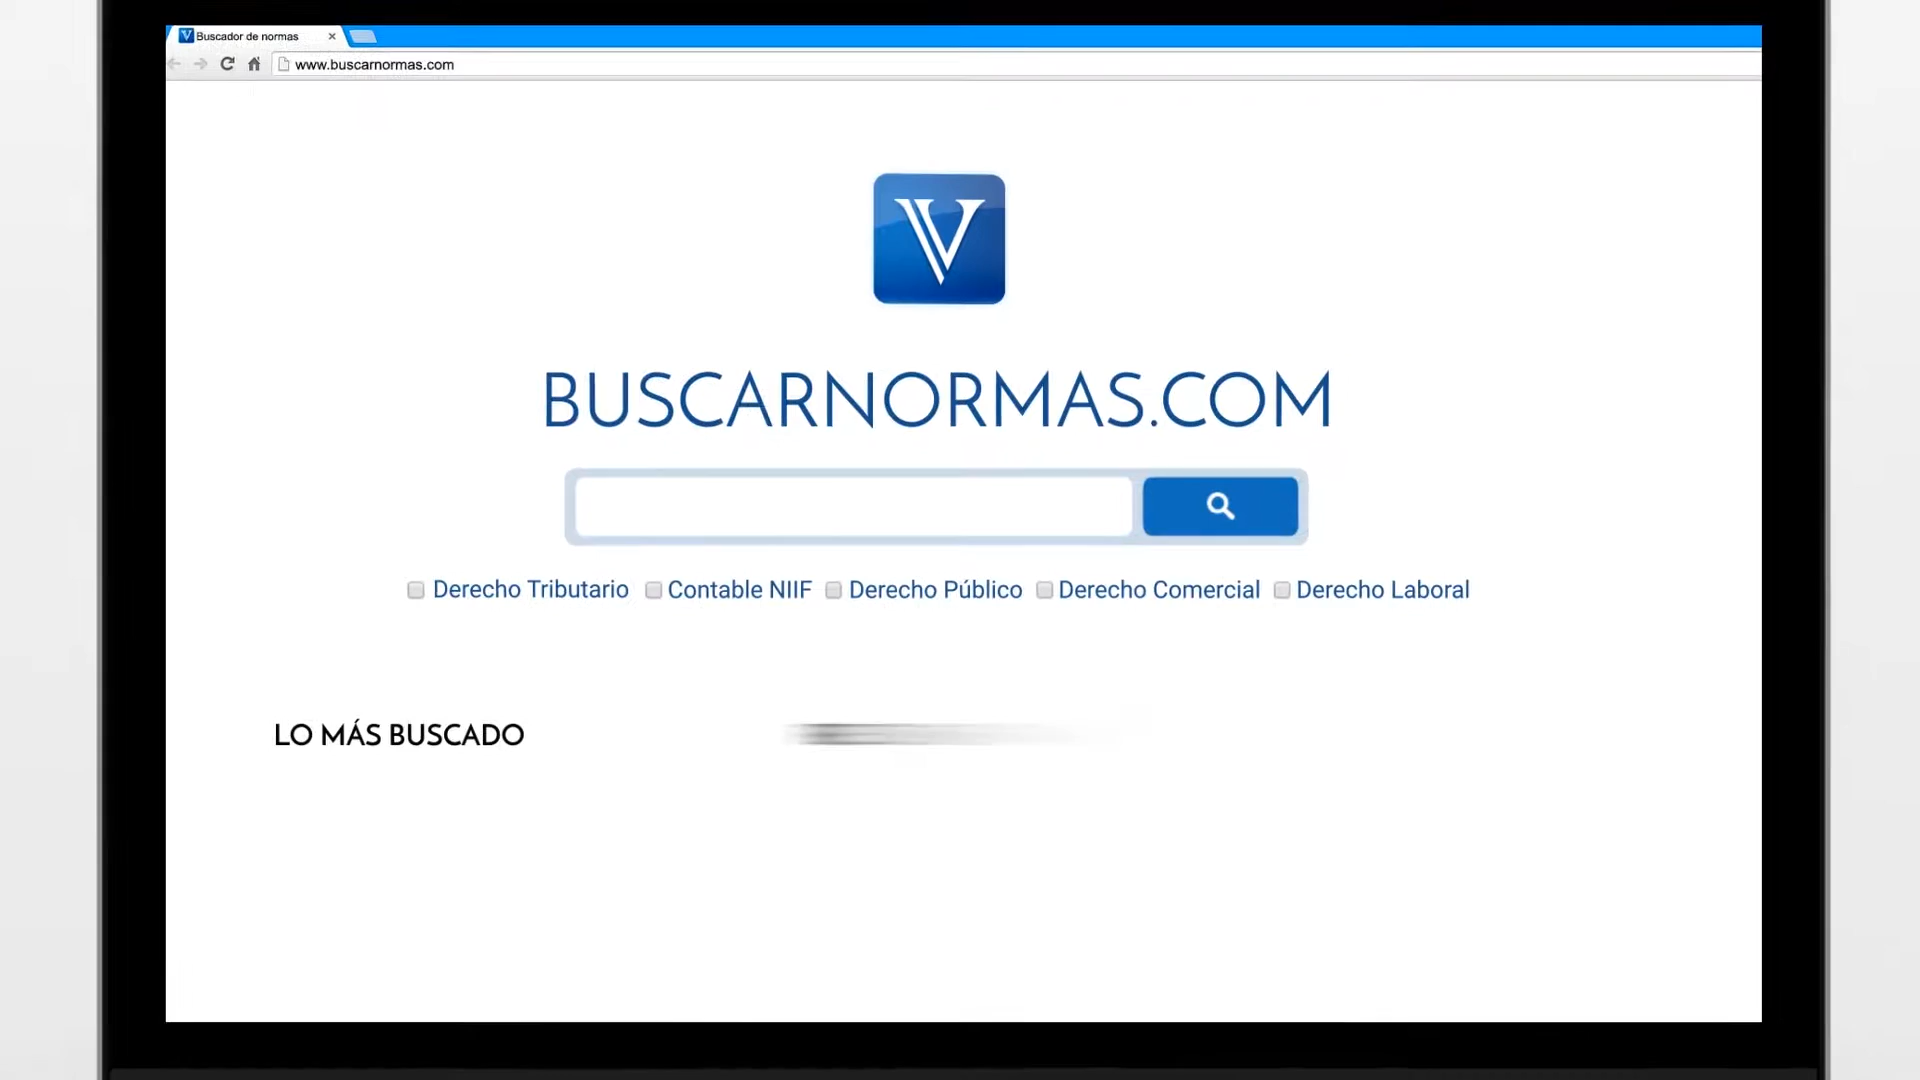 Buscador de normas
www.buscarnormas.com
V
BUSCARNORMAS.COM
Derecho Tributario Contable NIIF Derecho Público Derecho Comercial Derecho Laboral
LO MÁS BUSCADO